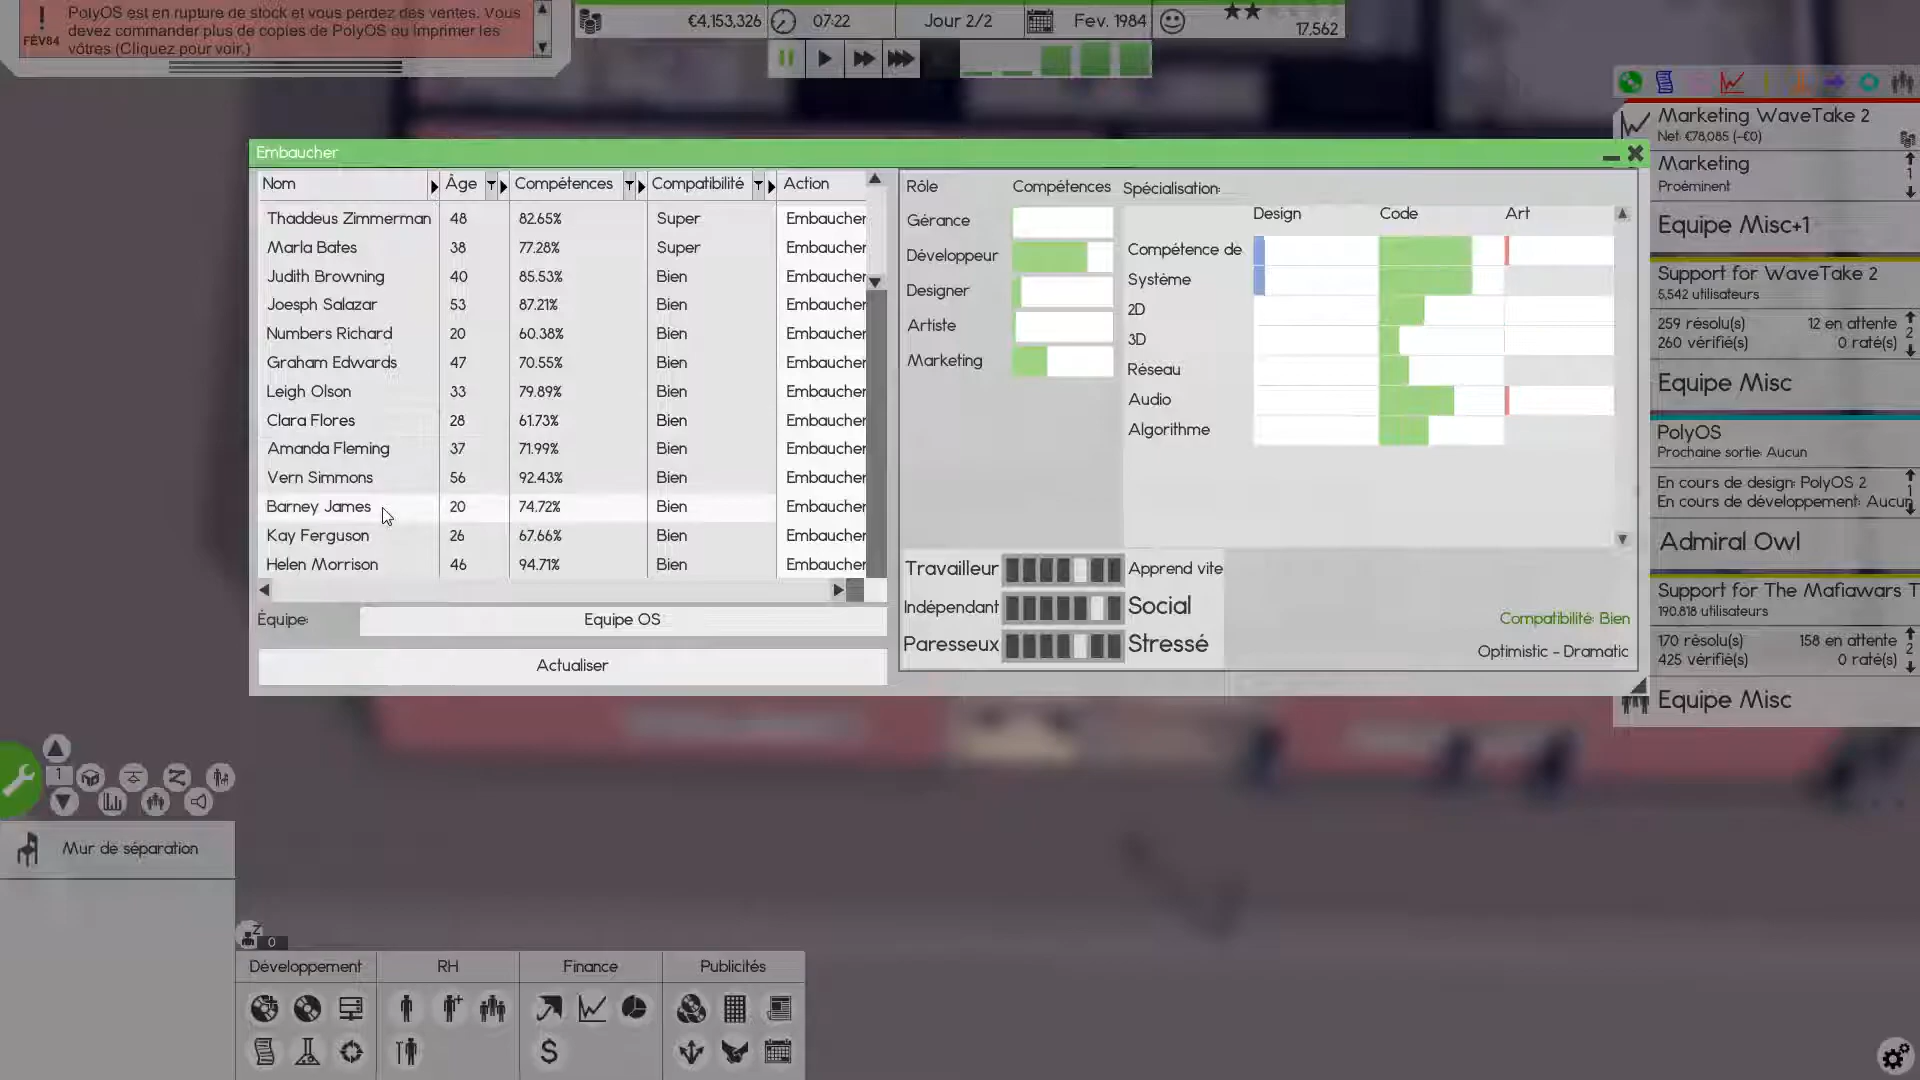 PolyOS est en rupture de stock et vous perdez des ventes. Vous
devez commander plus de copies de PolyOS ou imprimer les
vôtres (Cliquez pour voir.)
!
FÉV84
€4,153,326
07:22
Jour 2/2
Fev. 1984
17,562
Embaucher
Nom Âge Compétences Compatibilité Action
Thaddeus Zimmerman 48 82.65% Super Embaucher
Marla Bates 38 77.28% Super Embaucher
Judith Browning 40 85.53% Bien Embaucher
Joesph Salazar 53 87.21% Bien Embaucher
Numbers Richard 20 60.38% Bien Embaucher
Graham Edwards 47 70.55% Bien Embaucher
Leigh Olson 33 79.89% Bien Embaucher
Clara Flores 28 61.73% Bien Embaucher
Amanda Fleming 37 71.99% Bien Embaucher
Vern Simmons 56 92.43% Bien Embaucher
Barney James 20 74.72% Bien Embaucher
Kay Ferguson 26 67.66% Bien Embaucher
Helen Morrison 46 94.71% Bien Embaucher
Équipe: Equipe OS
Actualiser
Rôle Compétences
Gérance
Développeur
Designer
Artiste
Marketing
Spécialisation:
Design Code Art
Compétence de
Système
2D
3D
Réseau
Audio
Algorithme
Travailleur Apprend vite
Indépendant Social
Paresseux Stressé
Compatibilité: Bien
Optimistic - Dramatic
Marketing WaveTake 2
Net: €78,085 (-€0)
Marketing
Proéminent
1
Equipe Misc+1
Support for WaveTake 2
5,542 utilisateurs
259 résolu(s) 12 en attente
260 vérifié(s) 0 raté(s)
2
Equipe Misc
PolyOS
Prochaine sortie: Aucun
En cours de design: PolyOS 2
En cours de développement: Aucun
1
Admiral Owl
Support for The Mafiawars T
190,818 utilisateurs
170 résolu(s) 158 en attente
425 vérifié(s) 0 raté(s)
2
Equipe Misc
1
Mur de séparation
Z
0
Développement RH Finance Publicités
$